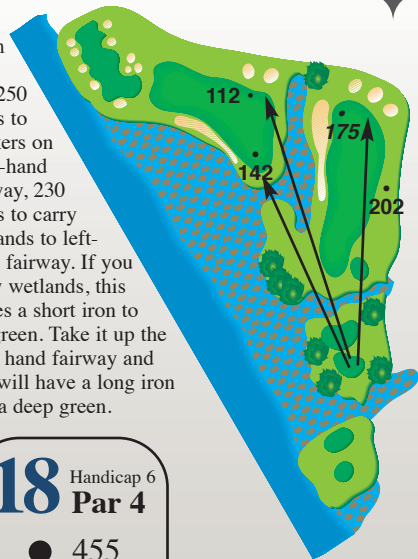 250
s to
ers on
-hand
way, 230
s to carry
ands to left-
fairway. If you
wetlands, this
es a short iron to
green. Take it up the
hand fairway and
will have a long iron
a deep green.
112
142
175
202
18
Handicap 6
Par 4
455